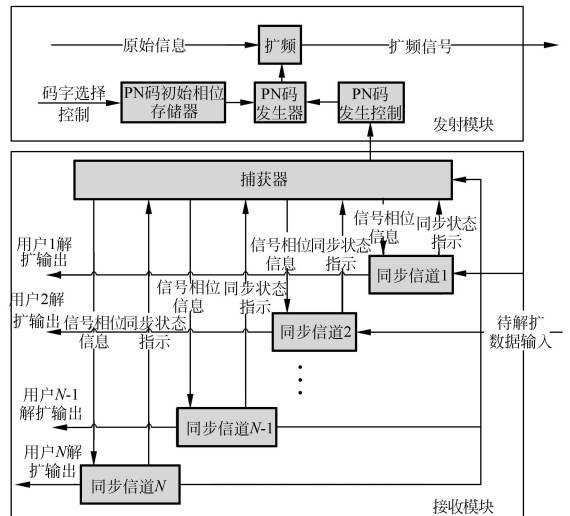 原始信息
扩频
扩频信号
码字选择
控制
PN码初始相位
存储器
PN码
发生器
PN码
发生控制
发射模块
捕获器
信号相位
信息
同步状态
指示
用户1解
扩输出
信号相位
信息
同步状态
指示
同步信道1
信号相位
信息
同步状态
指示
用户2解
扩输出
信号相位
信息
同步状态
指示
同步信道2
待解扩
数据输入
用户N-1
解扩输出
同步信道N-1
用户N解
扩输出
同步信道N
接收模块